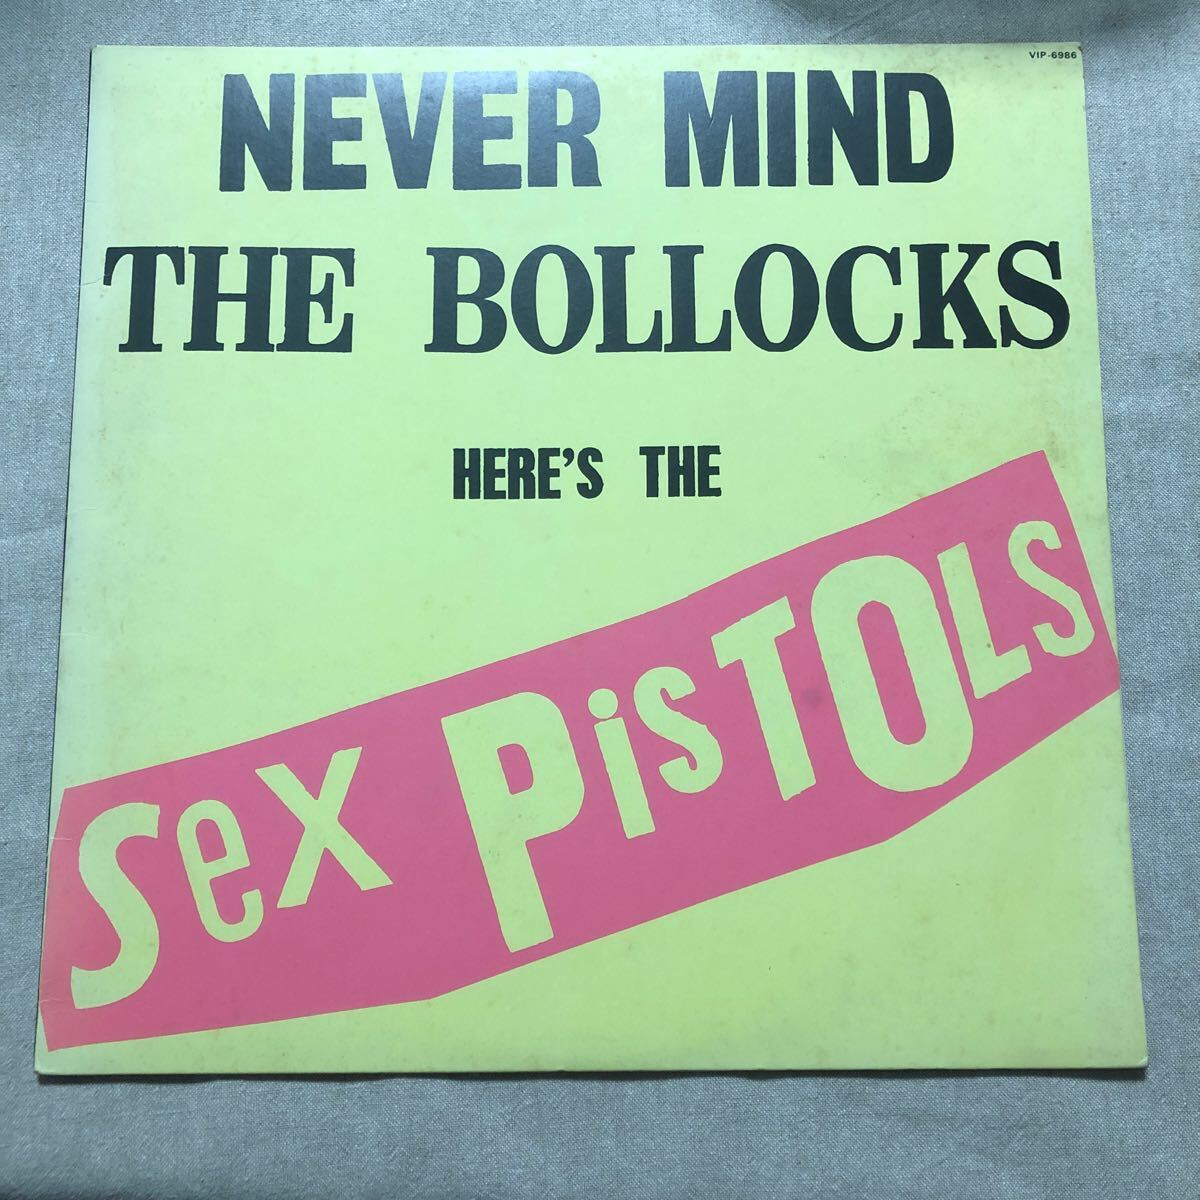 VIP-6986
NEVER MIND
THE BOLLOCKS
HERE'S THE
Sex PisTOLS